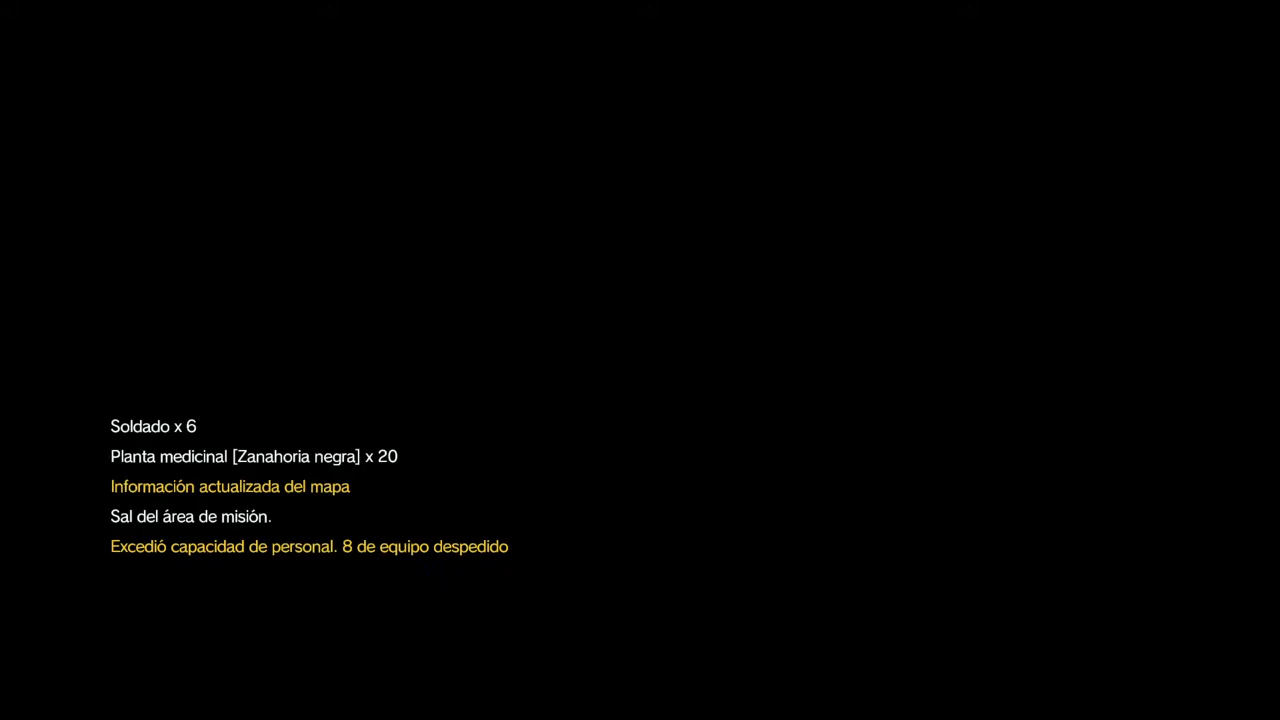 Soldado x 6
Planta medicinal [Zanahoria negra] x 20
Información actualizada del mapa
Sal del área de misión.
Excedió capacidad de personal. 8 de equipo despedido